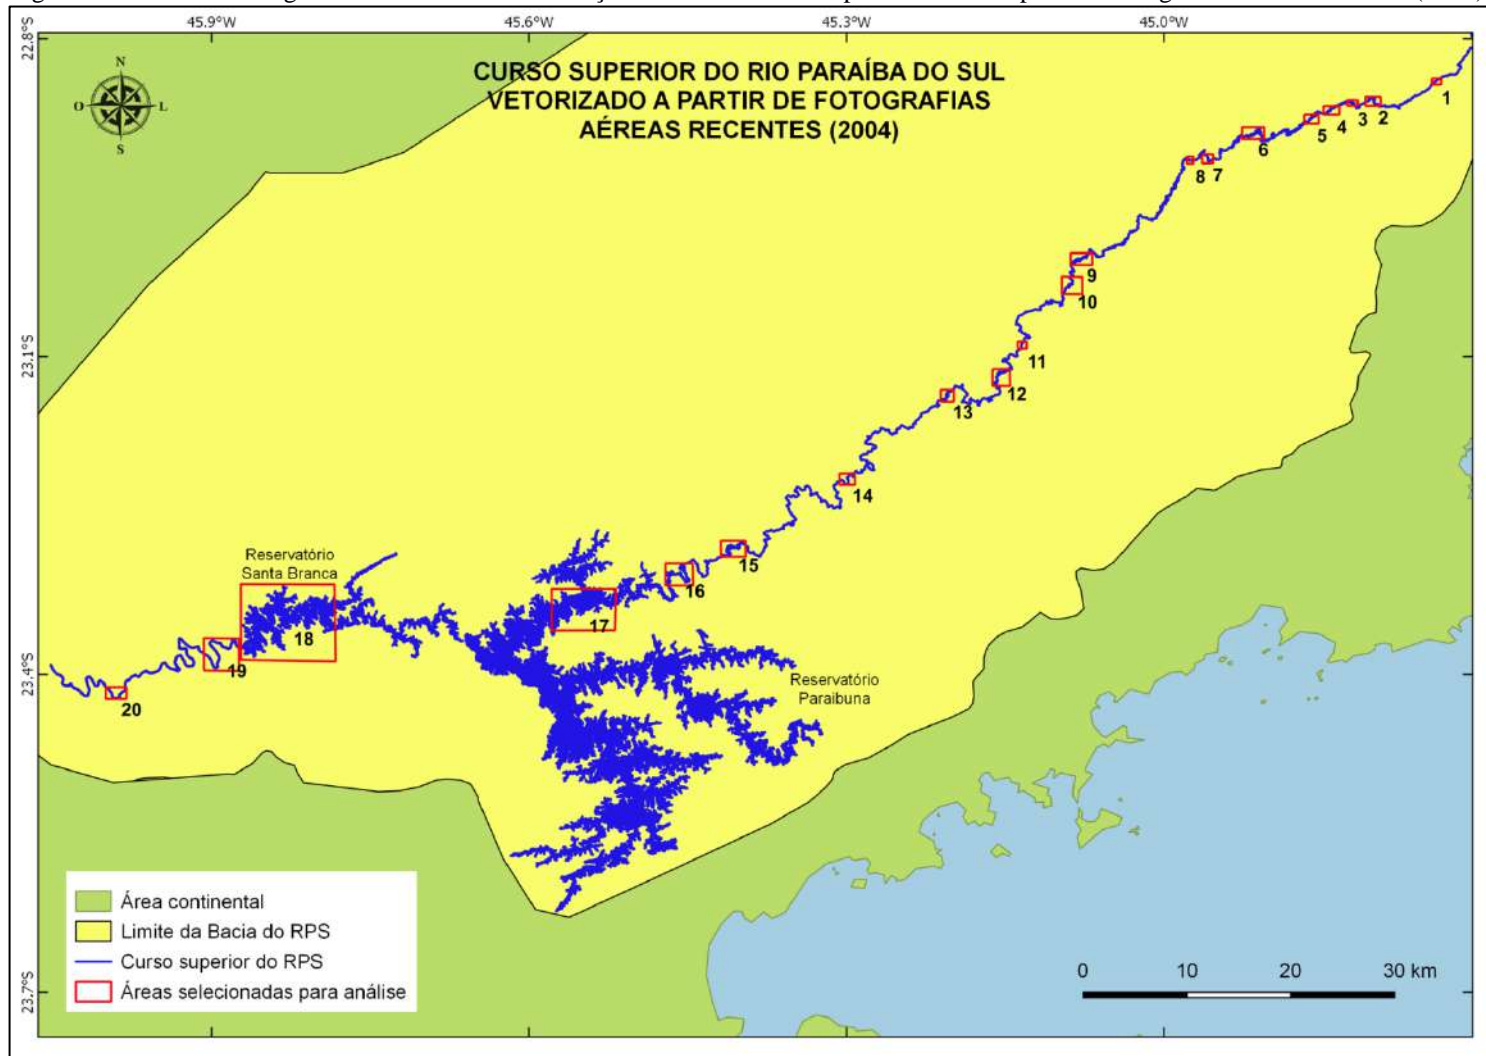 45.9°W 45.6°W 45.3°W 45.0°W
22.8°S
23.1°S
23.4°S
23.7°S
N
O L
S
CURSO SUPERIOR DO RIO PARAÍBA DO SUL
VETORIZADO A PARTIR DE FOTOGRAFIAS
AÉREAS RECENTES (2004)
1
2
3
4
5
6
7
8
9
10
11
12
13
14
15
16
17
18
19
20
Reservatório
Santa Branca
Reservatório
Paraibuna
Área continental
Limite da Bacia do RPS
Curso superior do RPS
Áreas selecionadas para análise
0 10 20 30 km